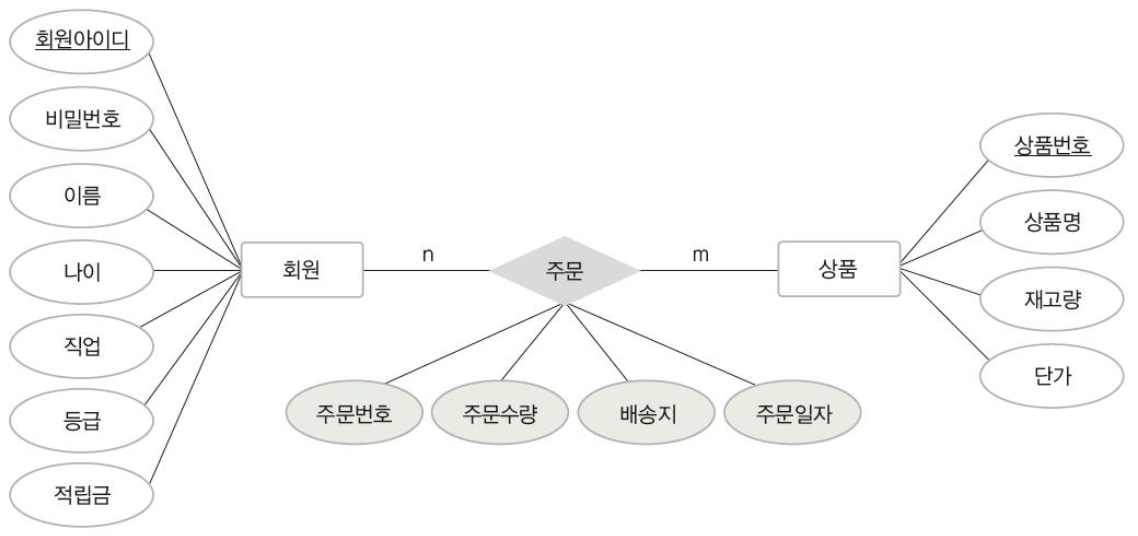 회원아이디
비밀번호
이름
나이
직업
등급
적립금
회원
n
주문
m
상품
주문번호
주문수량
배송지
주문일자
상품번호
상품명
재고량
단가